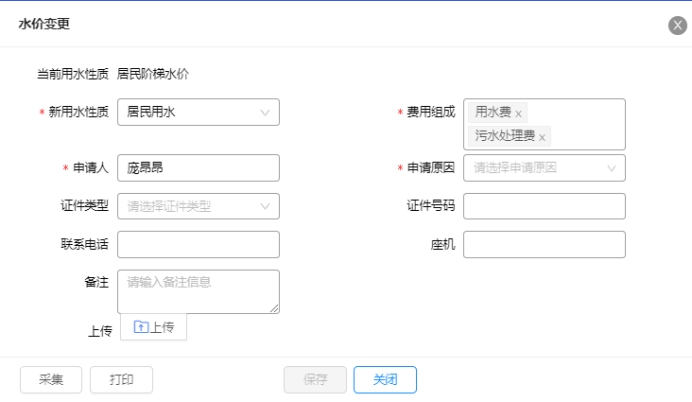 水价变更
当前用水性质 居民阶梯水价
* 新用水性质 居民用水 * 费用组成 用水费 x
污水处理费 x
* 申请人 庞昂昂 * 申请原因 请选择申请原因
证件类型 请选择证件类型 证件号码
联系电话 座机
备注 请输入备注信息
上传 上传
采集 打印 保存 关闭